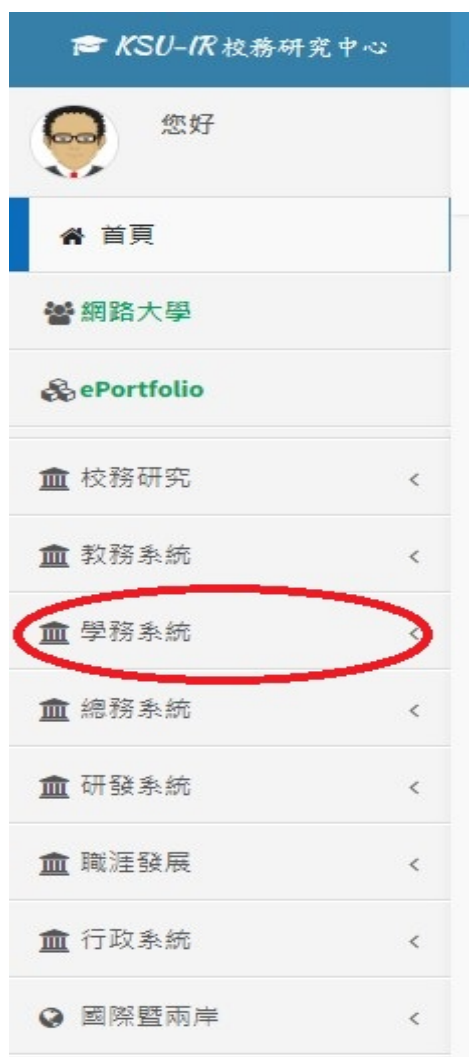 KSU-IR校務研究中心
您好
首頁
網路大學
ePortfolio
校務研究
教務系統
學務系統
總務系統
研發系統
職涯發展
行政系統
國際暨兩岸